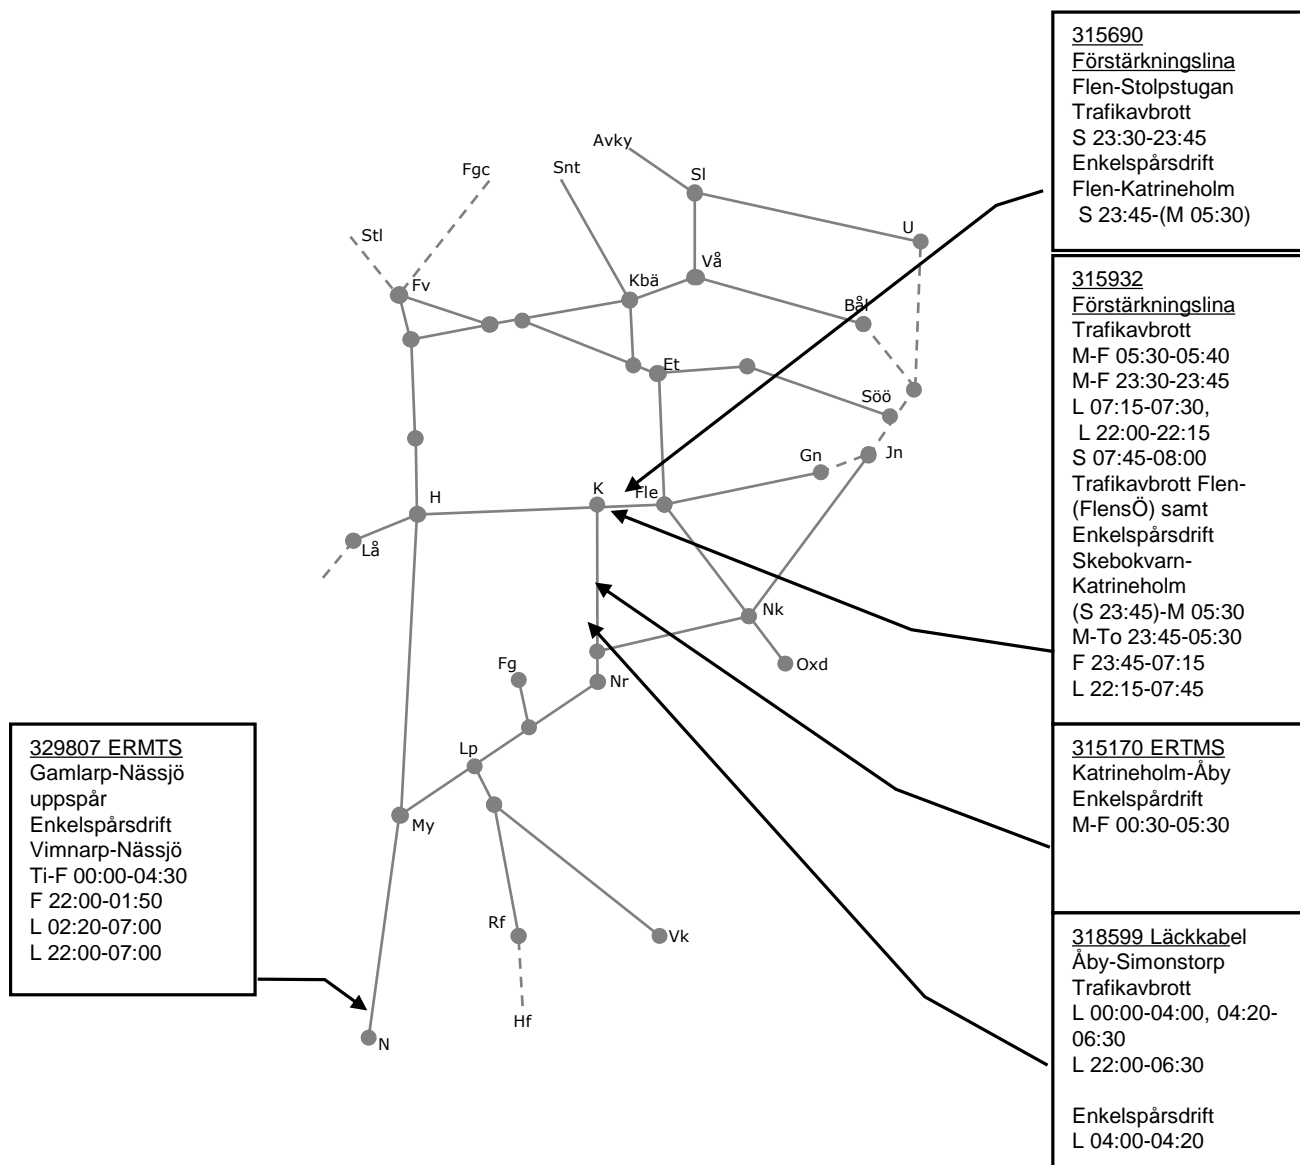 315690
Förstärkningslina
Flen-Stolpstugan
Trafikavbrott
S 23:30-23:45
Enkelspårsdrift
Flen-Katrineholm
S 23:45-(M 05:30)
315932
Förstärkningslina
Trafikavbrott
M-F 05:30-05:40
M-F 23:30-23:45
L 07:15-07:30,
L 22:00-22:15
S 07:45-08:00
Trafikavbrott Flen-
(FlensÖ) samt
Enkelspårsdrift
Skebokvarn-
Katrineholm
(S 23:45)-M 05:30
M-To 23:45-05:30
F 23:45-07:15
L 22:15-07:45
315170 ERTMS
Katrineholm-Åby
Enkelspårdrift
M-F 00:30-05:30
318599 Läckkabel
Åby-Simonstorp
Trafikavbrott
L 00:00-04:00, 04:20-
06:30
L 22:00-06:30
Enkelspårsdrift
L 04:00-04:20
329807 ERMTS
Gamlarp-Nässjö
uppspår
Enkelspårsdrift
Vimnarp-Nässjö
Ti-F 00:00-04:30
F 22:00-01:50
L 02:20-07:00
L 22:00-07:00
Avky
Snt
Fgc
Sl
U
Stl
Vå
Kbä
Fv
Bål
Et
Söö
Jn
Gn
K
Fle
H
Lå
Nk
Oxd
Fg
Nr
Lp
My
Rf
Vk
Hf
N